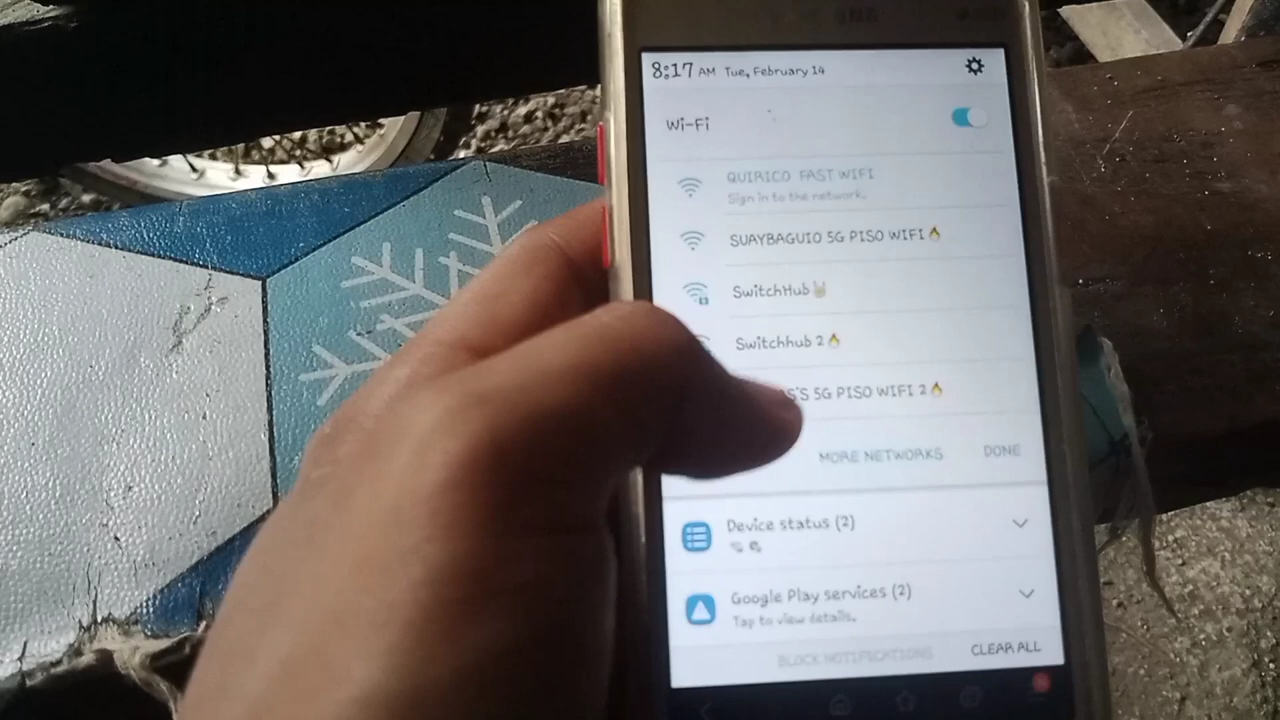 8:17 AM Tue, February 14
Wi-Fi
QUIRICO FAST WIFI
Sign in to the network.
SUAYBAGUIO 5G PISO WIFI🔥
SwitchHub🤘
Switchhub 2🔥
S'S 5G PISO WIFI 2🔥
MORE NETWORKS DONE
Device status (2)
Google Play services (2)
Tap to view details.
BLOCK NOTIFICATIONS CLEAR ALL